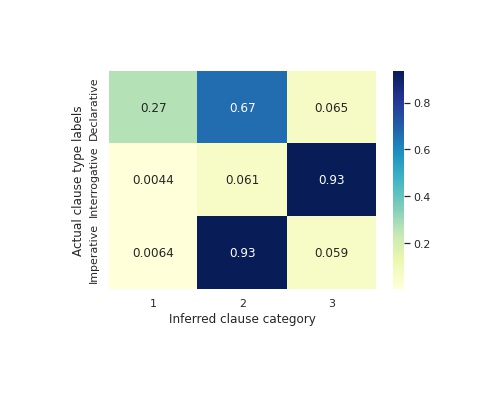 Actual clause type labels
Declarative
Interrogative
Imperative
0.27 0.67 0.065
0.0044 0.061 0.93
0.0064 0.93 0.059
1 2 3
Inferred clause category
0.8
0.6
0.4
0.2